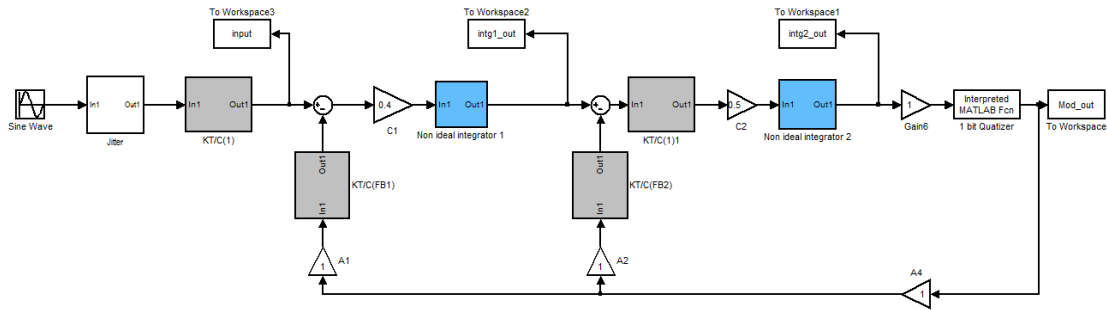 To Workspace3
input
To Workspace2
intg1_out
To Workspace1
intg2_out
Sine Wave
In1 Out1
Jitter
In1 Out1
KT/C(1)
+
-
0.4
C1
In1 Out1
Non ideal integrator 1
+
-
In1 Out1
KT/C(1)1
0.5
C2
In1 Out1
Non ideal integrator 2
1
Gain6
Interpreted
MATLAB Fcn
1 bit Quatizer
Mod_out
To Workspace
Out1
In1
KT/C(FB1)
Out1
In1
KT/C(FB2)
1
A1
1
A2
1
A4